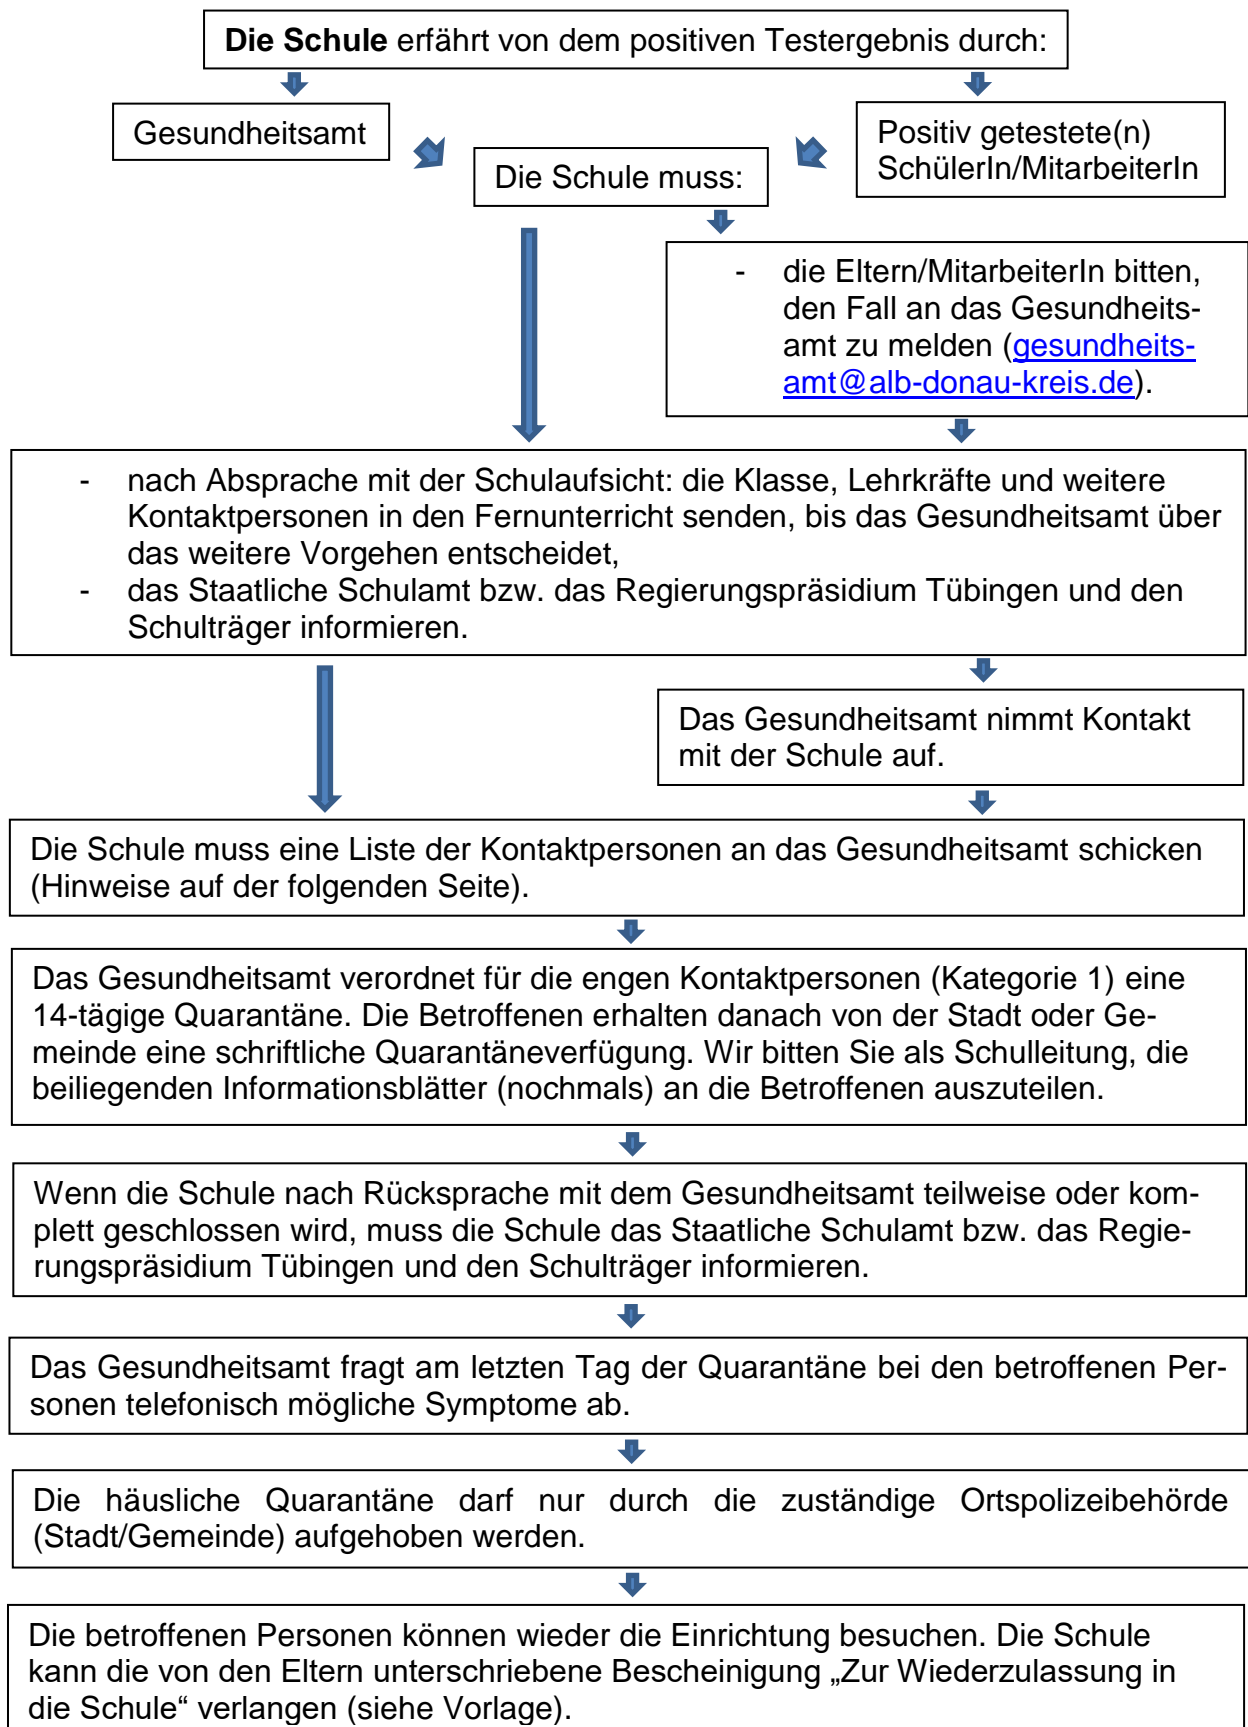 Die Schule erfährt von dem positiven Testergebnis durch:
Gesundheitsamt
Positiv getestete(n)
SchülerIn/MitarbeiterIn
Die Schule muss:
- die Eltern/MitarbeiterIn bitten,
den Fall an das Gesundheits-
amt zu melden (gesundheits-
amt@alb-donau-kreis.de).
- nach Absprache mit der Schulaufsicht: die Klasse, Lehrkräfte und weitere
Kontaktpersonen in den Fernunterricht senden, bis das Gesundheitsamt über
das weitere Vorgehen entscheidet,
- das Staatliche Schulamt bzw. das Regierungspräsidium Tübingen und den
Schulträger informieren.
Das Gesundheitsamt nimmt Kontakt
mit der Schule auf.
Die Schule muss eine Liste der Kontaktpersonen an das Gesundheitsamt schicken
(Hinweise auf der folgenden Seite).
Das Gesundheitsamt verordnet für die engen Kontaktpersonen (Kategorie 1) eine
14-tägige Quarantäne. Die Betroffenen erhalten danach von der Stadt oder Ge-
meinde eine schriftliche Quarantäneverfügung. Wir bitten Sie als Schulleitung, die
beiliegenden Informationsblätter (nochmals) an die Betroffenen auszuteilen.
Wenn die Schule nach Rücksprache mit dem Gesundheitsamt teilweise oder kom-
plett geschlossen wird, muss die Schule das Staatliche Schulamt bzw. das Regie-
rungspräsidium Tübingen und den Schulträger informieren.
Das Gesundheitsamt fragt am letzten Tag der Quarantäne bei den betroffenen Per-
sonen telefonisch mögliche Symptome ab.
Die häusliche Quarantäne darf nur durch die zuständige Ortspolizeibehörde
(Stadt/Gemeinde) aufgehoben werden.
Die betroffenen Personen können wieder die Einrichtung besuchen. Die Schule
kann die von den Eltern unterschriebene Bescheinigung „Zur Wiederzulassung in
die Schule“ verlangen (siehe Vorlage).